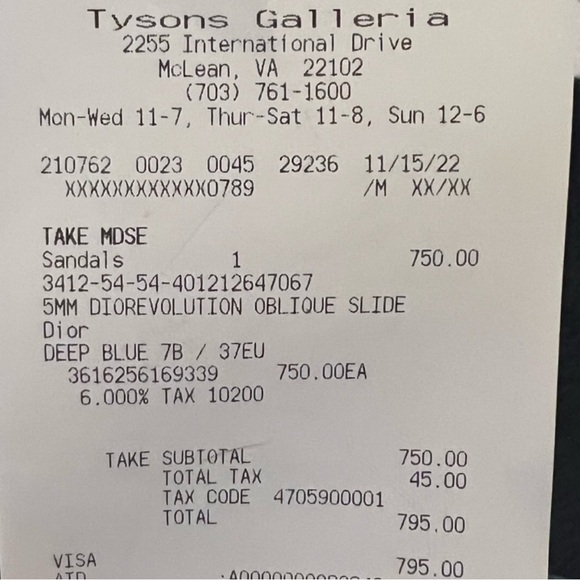 Tysons Galleria
2255 International Drive
McLean, VA 22102
(703) 761-1600
Mon-Wed 11-7, Thur-Sat 11-8, Sun 12-6
210762 0023 0045 29236 11/15/22
XXXXXXXXXXXX0789 /M XX/XX
TAKE MDSE
Sandals 1 750.00
3412-54-54-401212647067
5MM DIOREVOLUTION OBLIQUE SLIDE
Dior
DEEP BLUE 7B / 37EU
3616256169339 750.00EA
6.000% TAX 10200
TAKE SUBTOTAL 750.00
TOTAL TAX 45.00
TAX CODE 4705900001
TOTAL 795.00
VISA 795.00